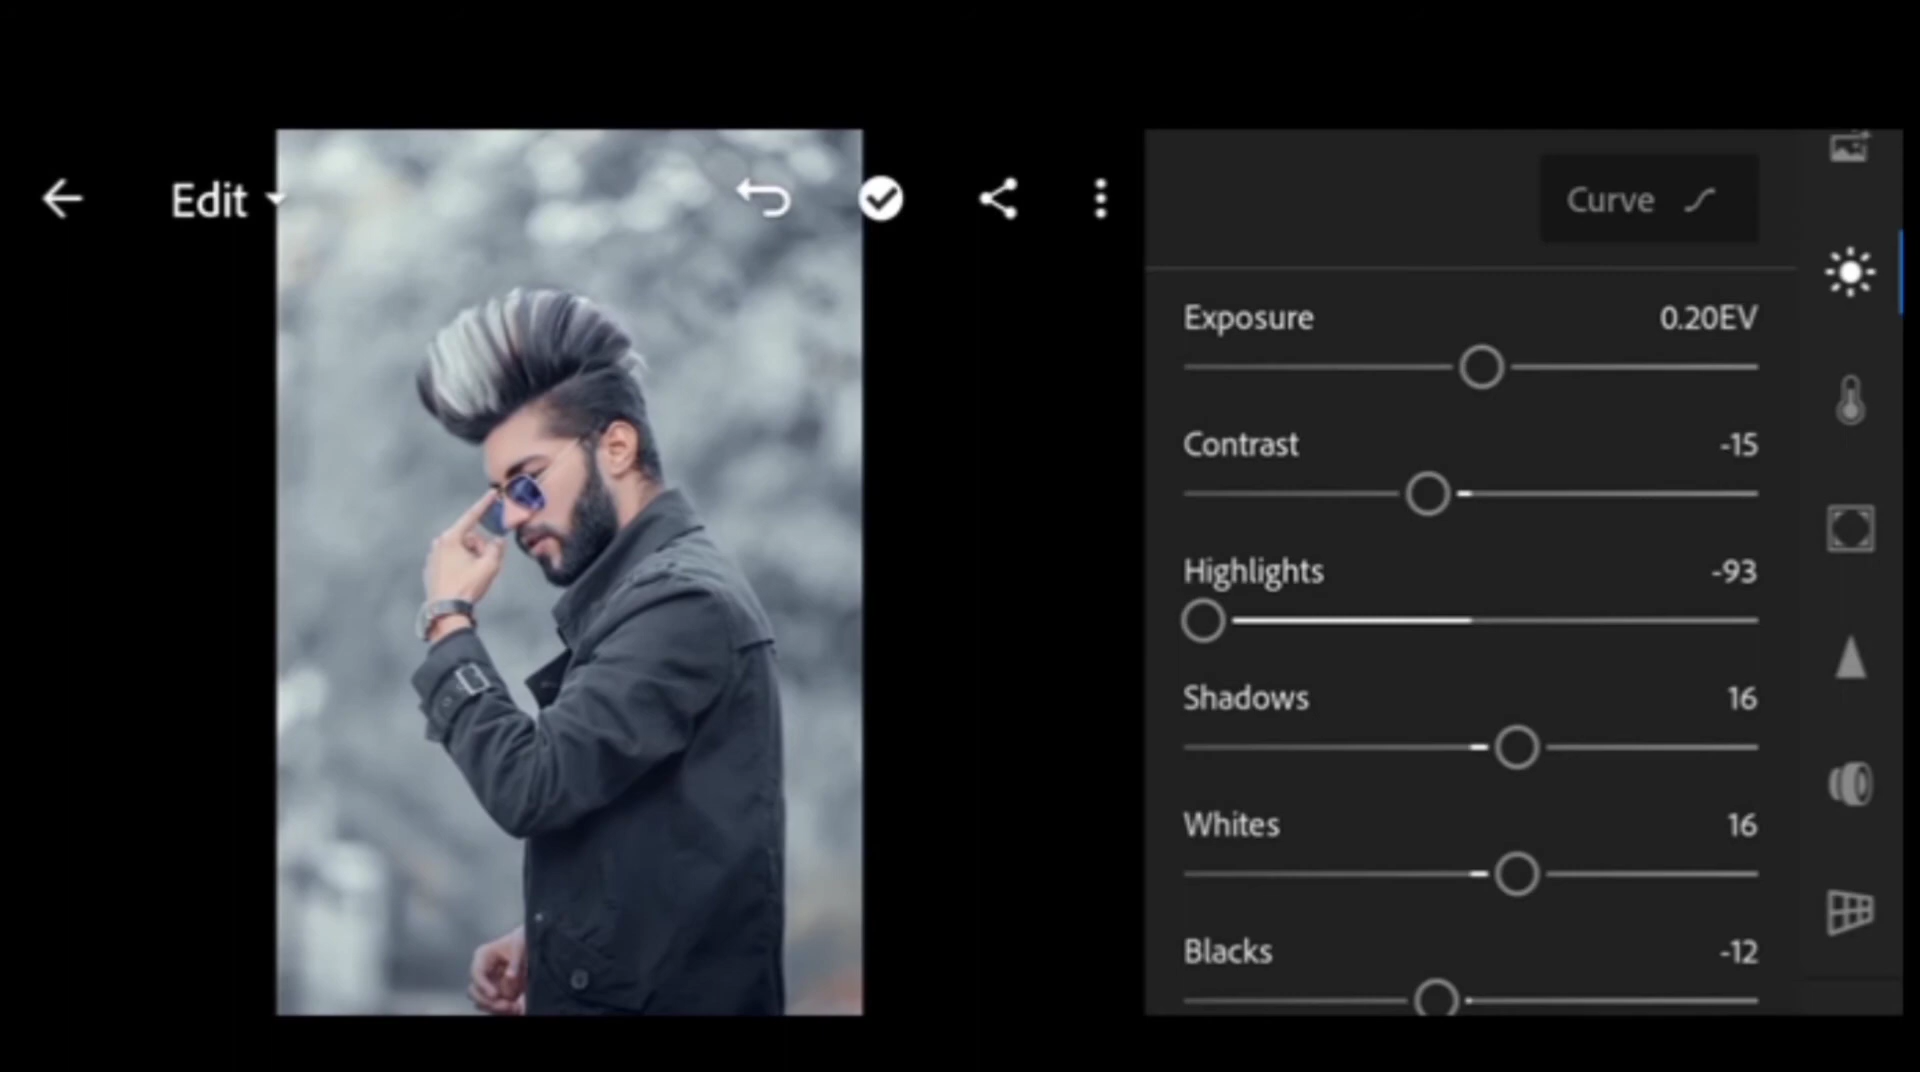 Edit
Curve
Exposure 0.20EV
Contrast -15
Highlights -93
Shadows 16
Whites 16
Blacks -12